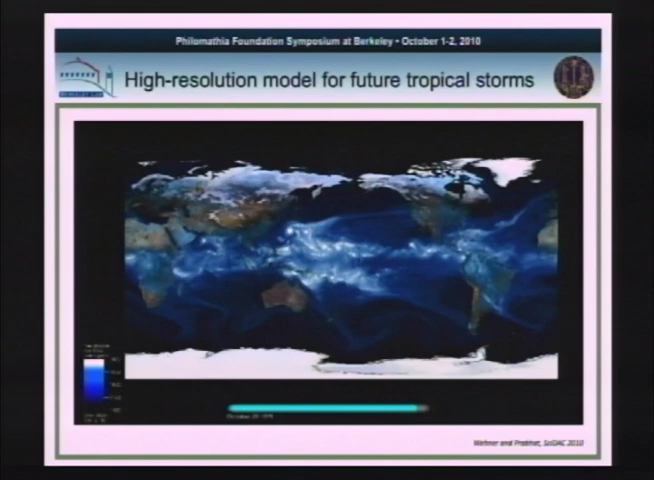 Philomathia Foundation Symposium at Berkeley • October 1-2, 2010
High-resolution model for future tropical storms
Wehner and Prabhat, SciDAC 2010